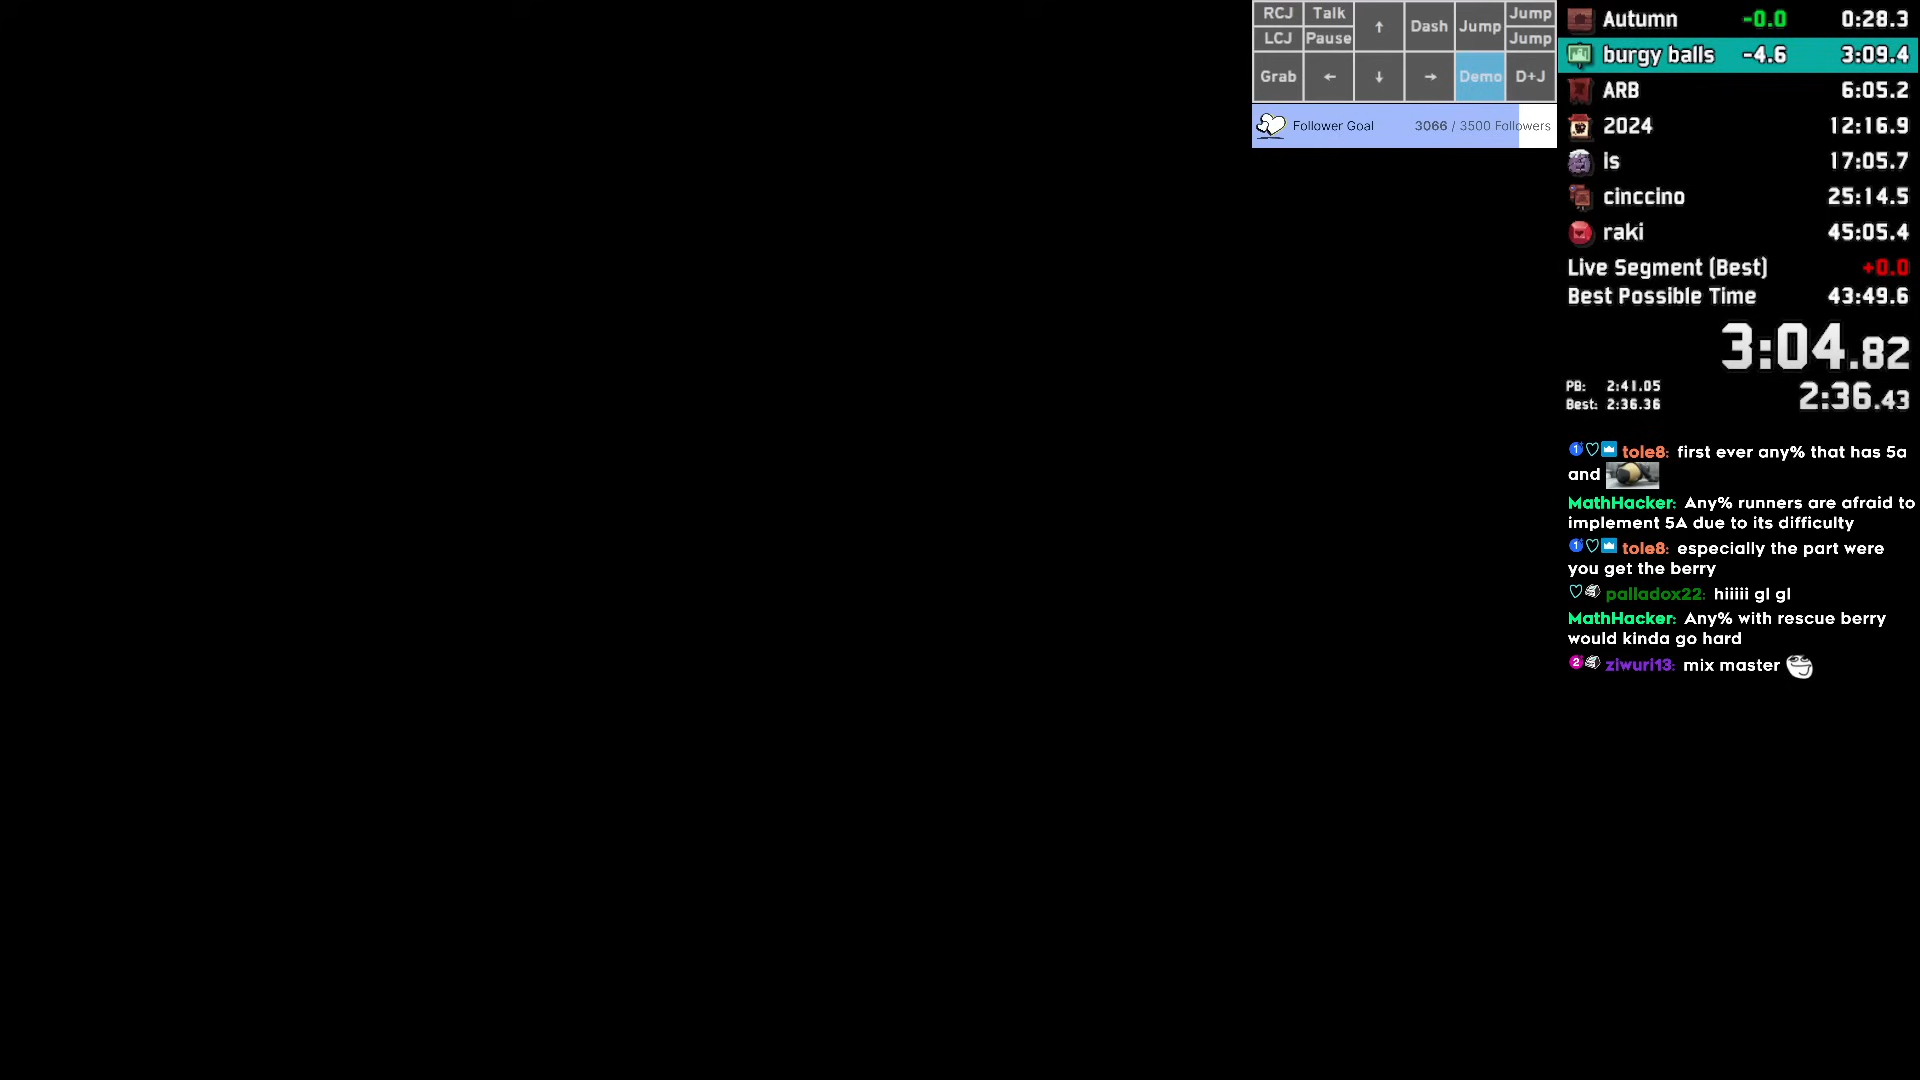 RCJ Talk ↑ Dash Jump Jump
LCJ Pause Jump
Grab ← ↓ → Demo D+J
Follower Goal 3066 / 3500 Followers
Autumn -0.0 0:28.3
burgy balls -4.6 3:09.4
ARB 6:05.2
2024 12:16.9
is 17:05.7
cinccino 25:14.5
raki 45:05.4
Live Segment (Best) +0.0
Best Possible Time 43:49.6
3:04.82
PB: 2:41.05
Best: 2:36.36
2:36.43
1 tole8: first ever any% that has 5a
and
MathHacker: Any% runners are afraid to
implement 5A due to its difficulty
1 tole8: especially the part were
you get the berry
palladox22: hiiiii gl gl
MathHacker: Any% with rescue berry
would kinda go hard
2 ziwuri13: mix master